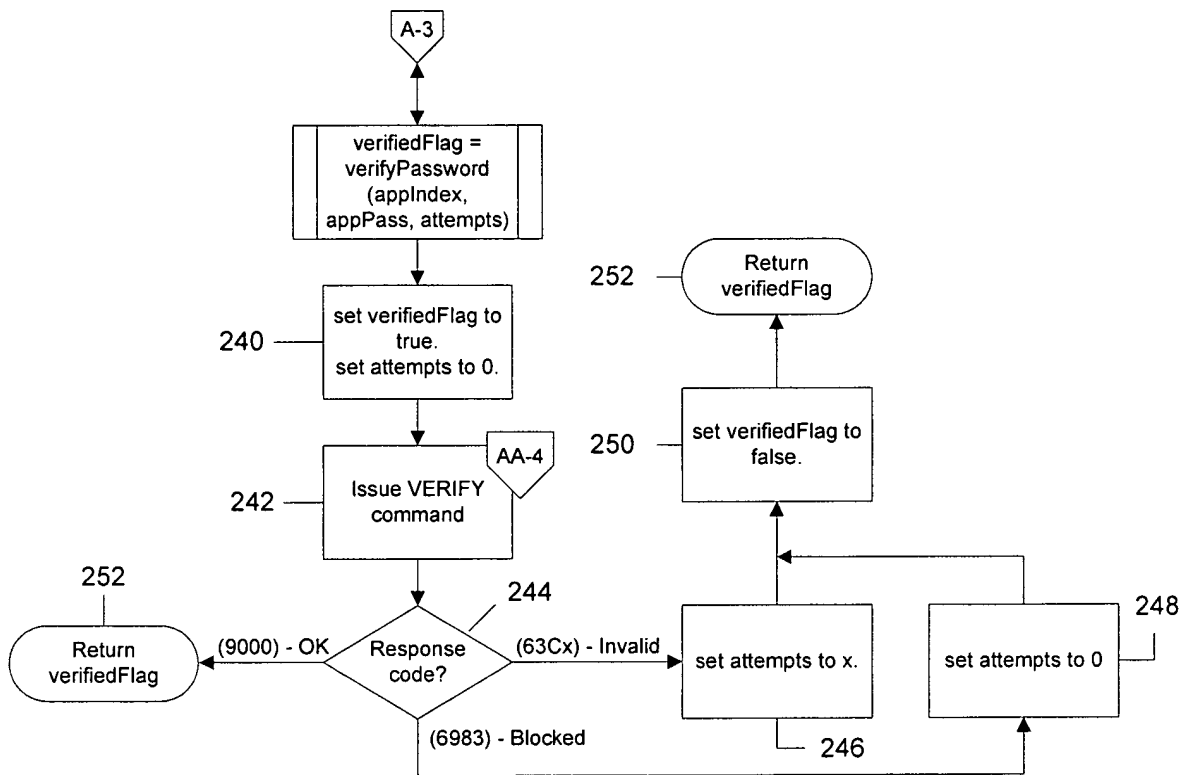 A-3
verifiedFlag =
verifyPassword
(appIndex,
appPass, attempts)
252
Return
verifiedFlag
240
set verifiedFlag to
true.
set attempts to 0.
250
set verifiedFlag to
false.
AA-4
242
Issue VERIFY
command
252
244
248
Return
verifiedFlag
(9000) - OK
Response
code?
(63Cx) - Invalid
set attempts to x.
set attempts to 0
(6983) - Blocked
246